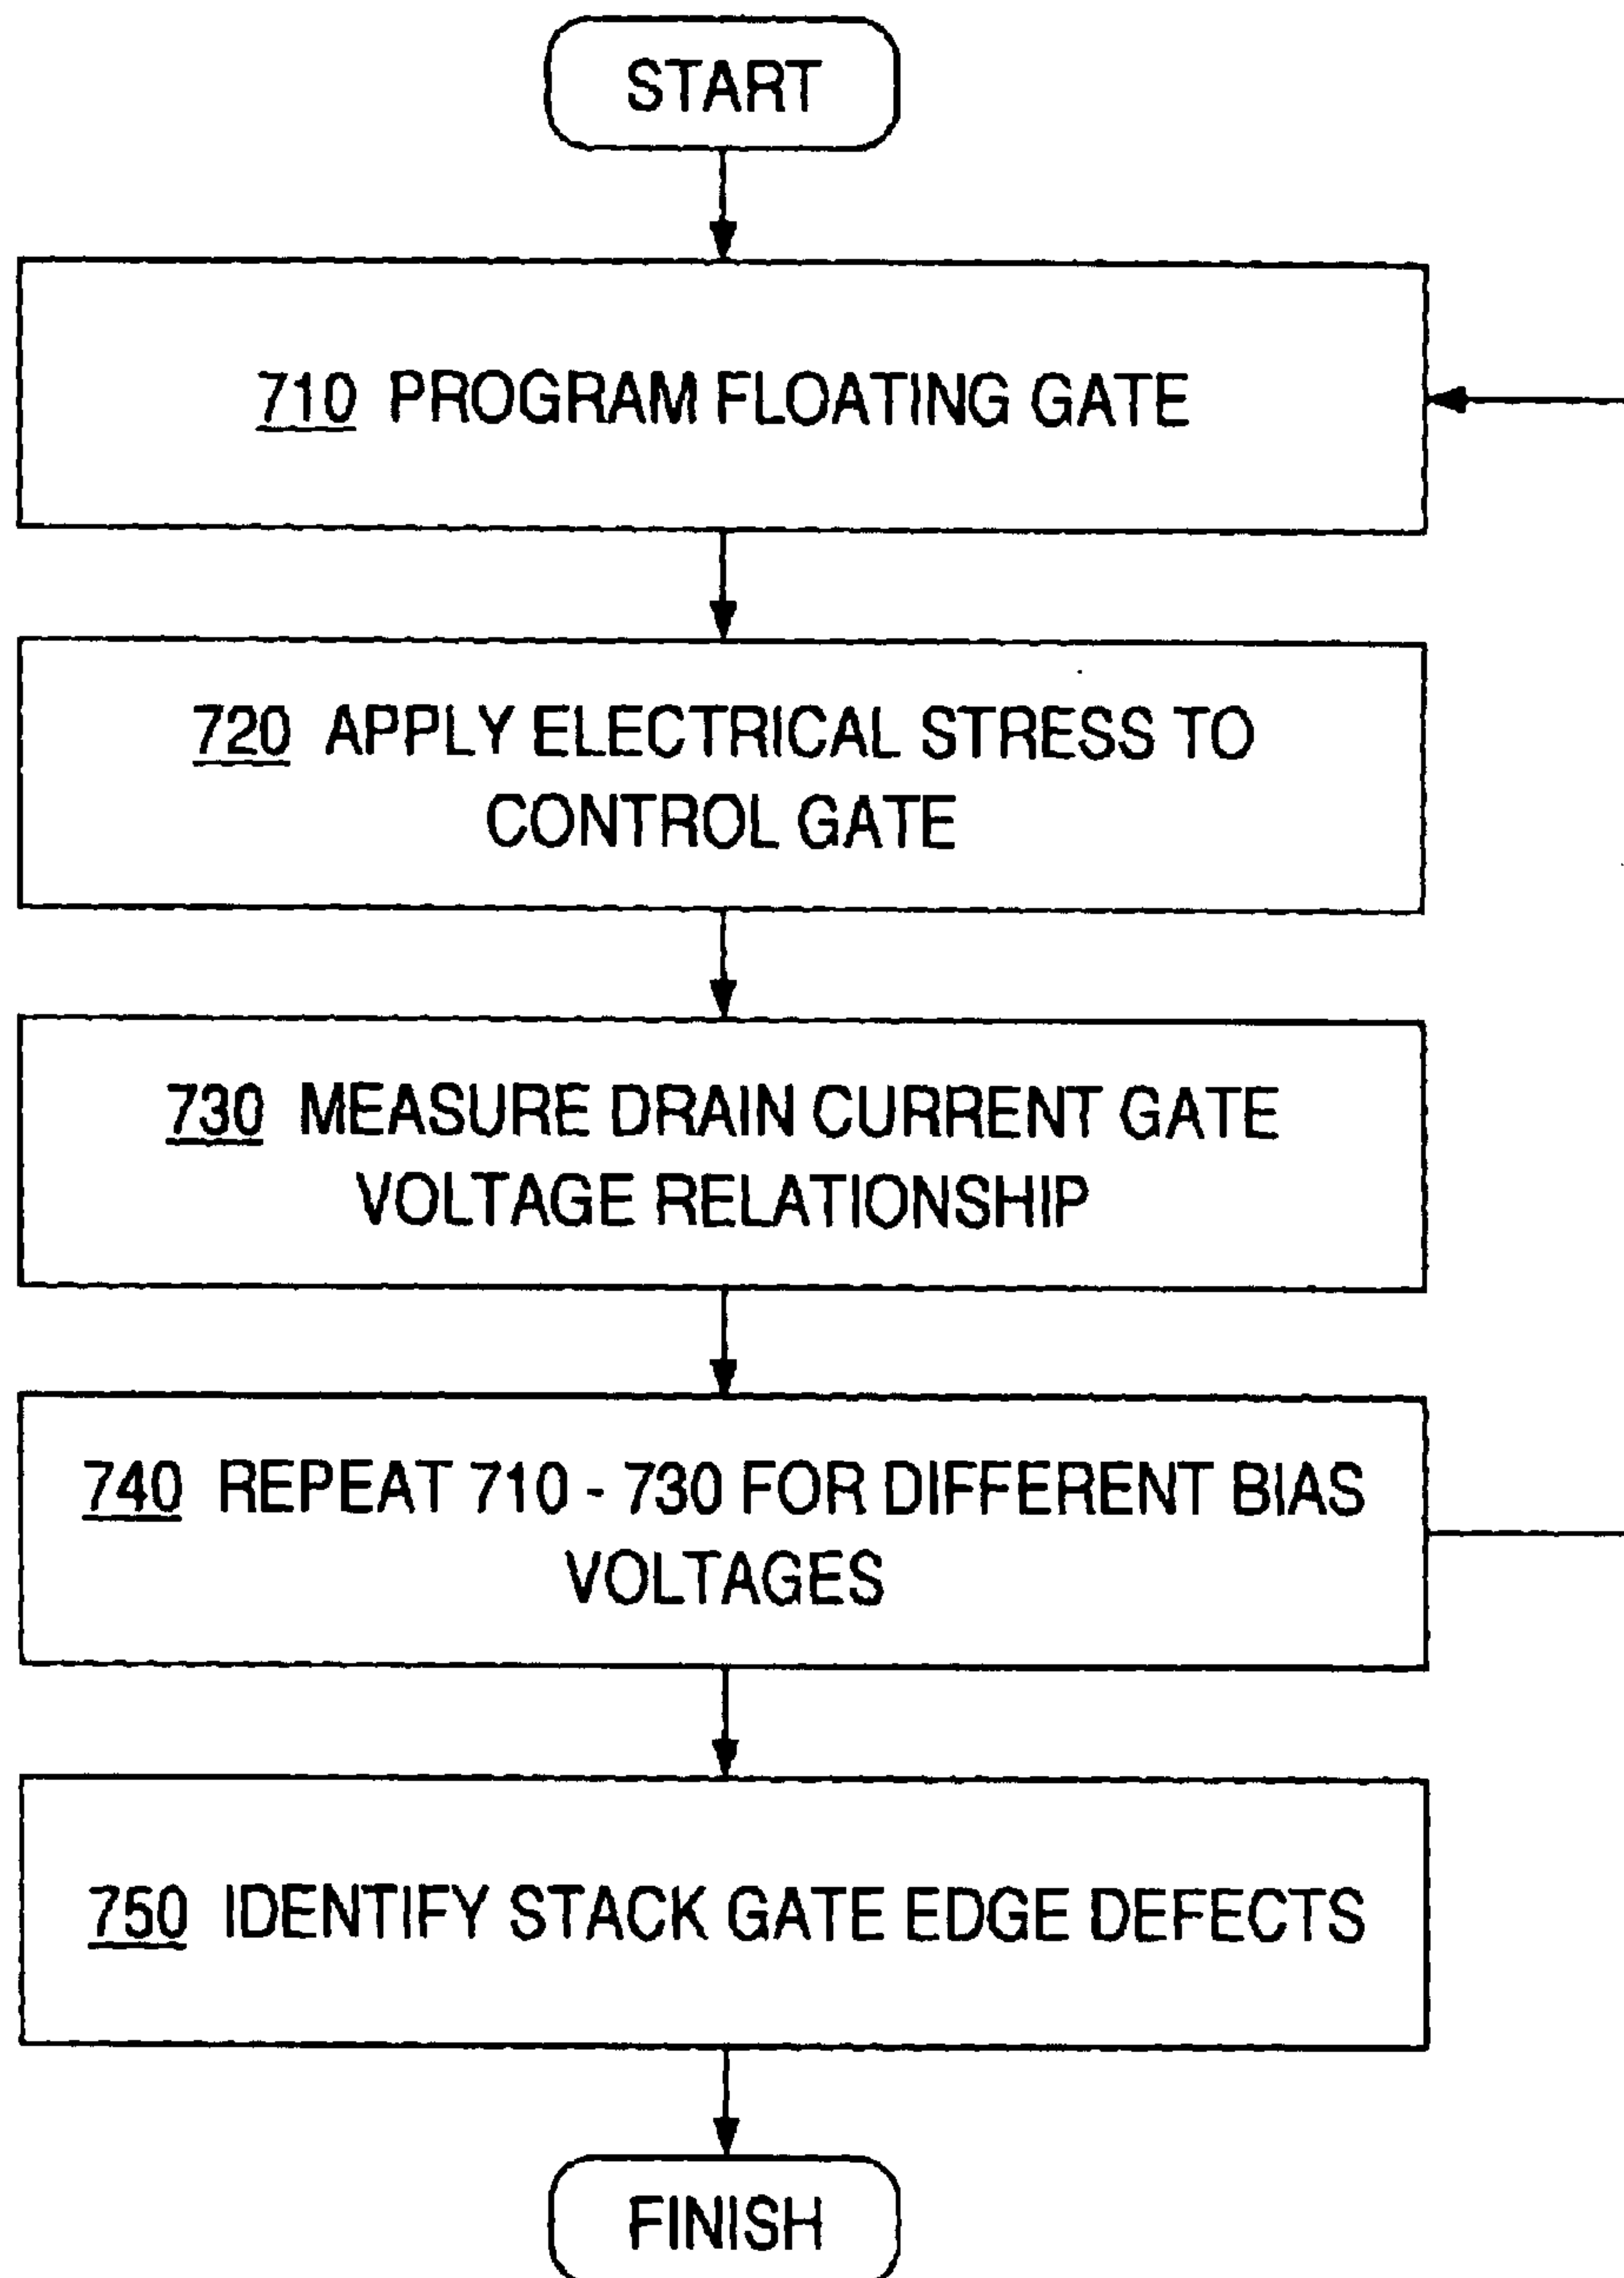 START
710 PROGRAM FLOATING GATE
720 APPLY ELECTRICAL STRESS TO
CONTROL GATE
730 MEASURE DRAIN CURRENT GATE
VOLTAGE RELATIONSHIP
740 REPEAT 710 - 730 FOR DIFFERENT BIAS
VOLTAGES
750 IDENTIFY STACK GATE EDGE DEFECTS
FINISH